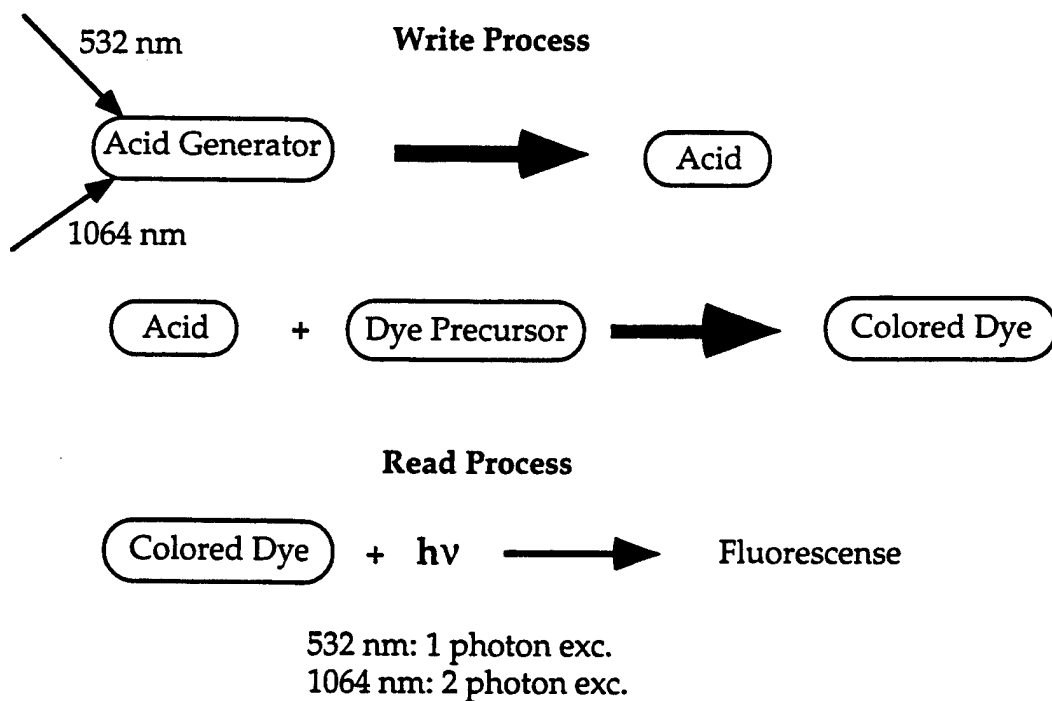 532 nm
Write Process
Acid Generator
Acid
1064 nm
Acid + Dye Precursor Colored Dye
Read Process
Colored Dye + hν Fluorescense
532 nm: 1 photon exc.
1064 nm: 2 photon exc.